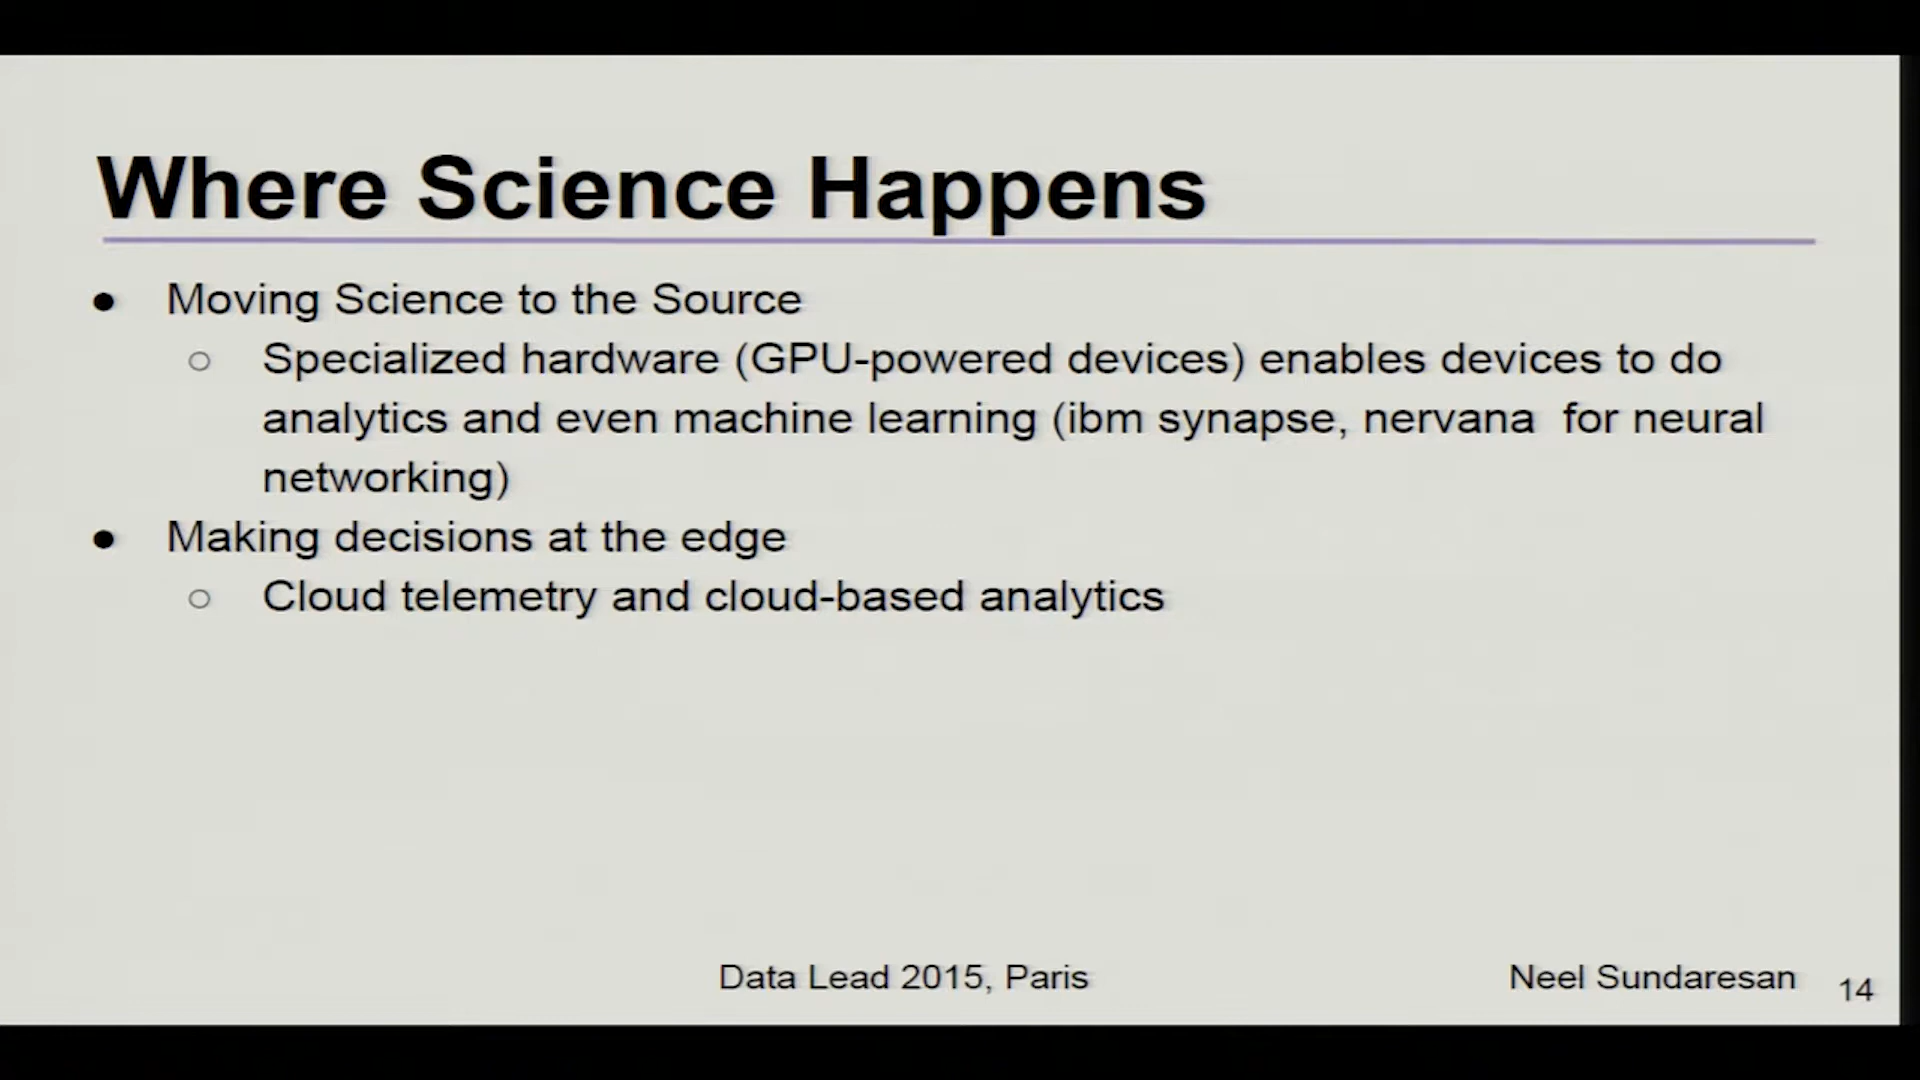 Where Science Happens
● Moving Science to the Source
○ Specialized hardware (GPU-powered devices) enables devices to do
analytics and even machine learning (ibm synapse, nervana for neural
networking)
● Making decisions at the edge
○ Cloud telemetry and cloud-based analytics
Data Lead 2015, Paris
Neel Sundaresan
14